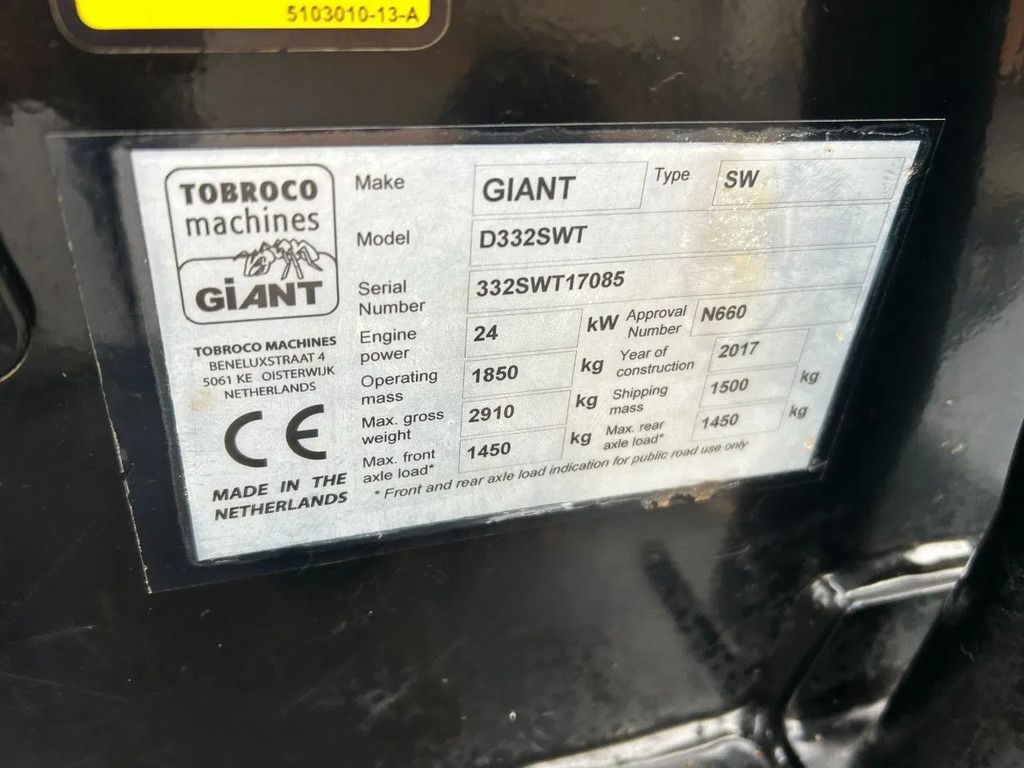 5103010-13-A
TOBROCO
machines
GiANT
TOBROCO MACHINES
BENELUXSTRAAT 4
5061 KE OISTERWIJK
NETHERLANDS
CE
MADE IN THE
NETHERLANDS
Make GIANT Type SW
Model D332SWT
Serial Number 332SWT17085
Engine power 24 kW Approval Number N660
Operating mass 1850 kg Year of construction 2017
Max. gross weight 2910 kg Shipping mass 1500 kg
Max. front axle load* 1450 kg Max. rear axle load* 1450 kg
* Front and rear axle load indication for public road use only